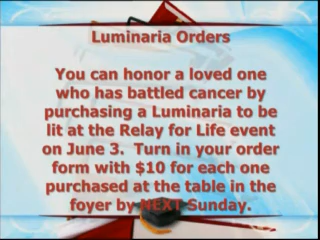 Luminaria Orders
You can honor a loved one
who has battled cancer by
purchasing a Luminaria to be
lit at the Relay for Life event
on June 3. Turn in your order
form with $10 for each one
purchased at the table in the
foyer by NEXT Sunday.